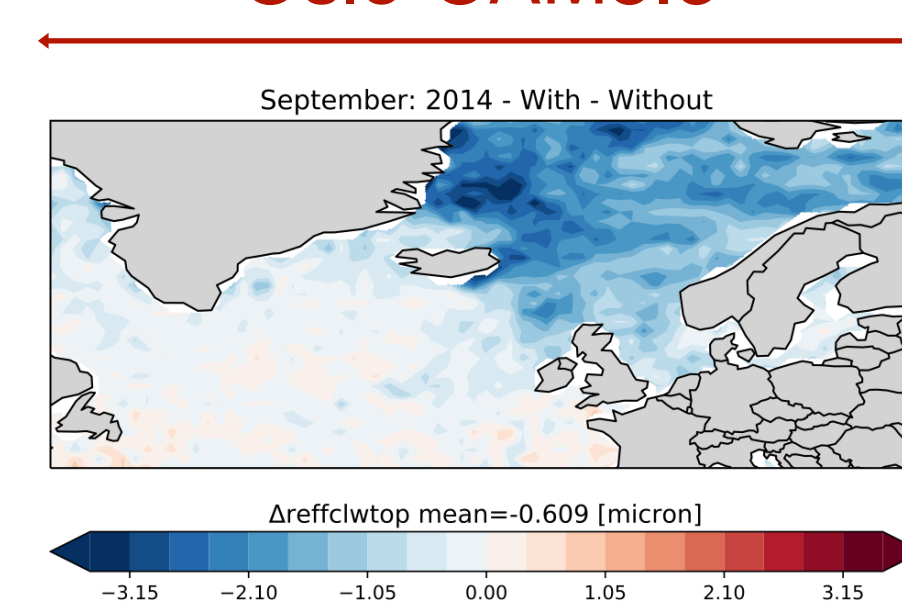 September: 2014 - With - Without
Δreffclwtop mean=-0.609 [micron]
−3.15 −2.10 −1.05 0.00 1.05 2.10 3.15